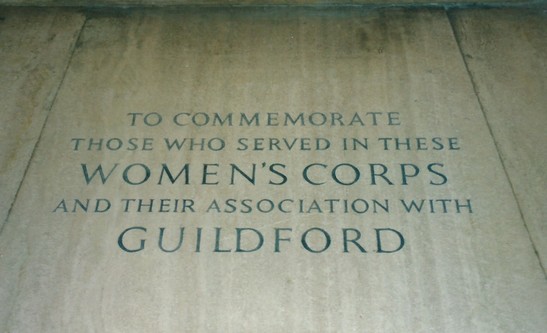 TO COMMEMORATE
THOSE WHO SERVED IN THESE
WOMEN'S CORPS
AND THEIR ASSOCIATION WITH
GUILDFORD